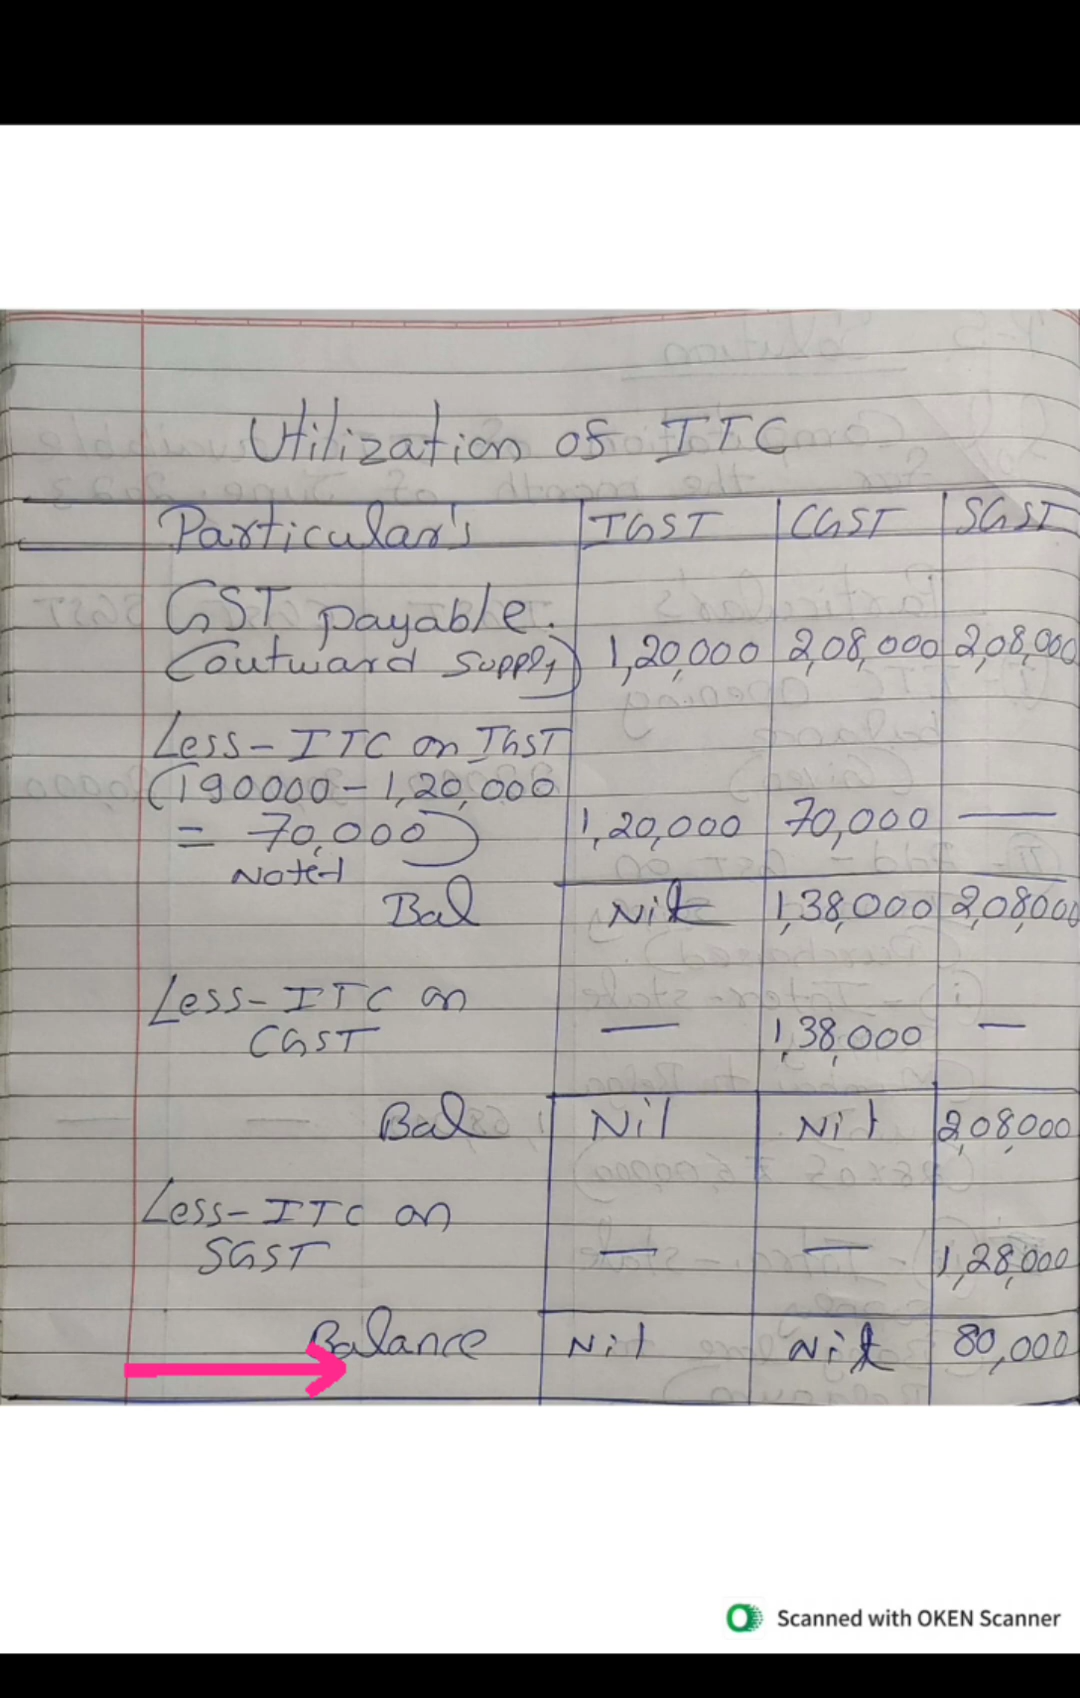 Utilization of ITC
Particular's IGST CGST SGST
GST payable.
(outward supply) 1,20,000 2,08,000 2,08,000
Less - ITC on IGST
(190000 - 1,20,000
= 70,000) 1,20,000 70,000 —
Note-1
Bal Nil 1,38,000 2,08,000
Less - ITC on
CGST — 1,38,000 —
Bal Nil Nil 2,08,000
Less - ITC on
SGST — — 1,28,000
Balance Nil Nil 80,000
Scanned with OKEN Scanner